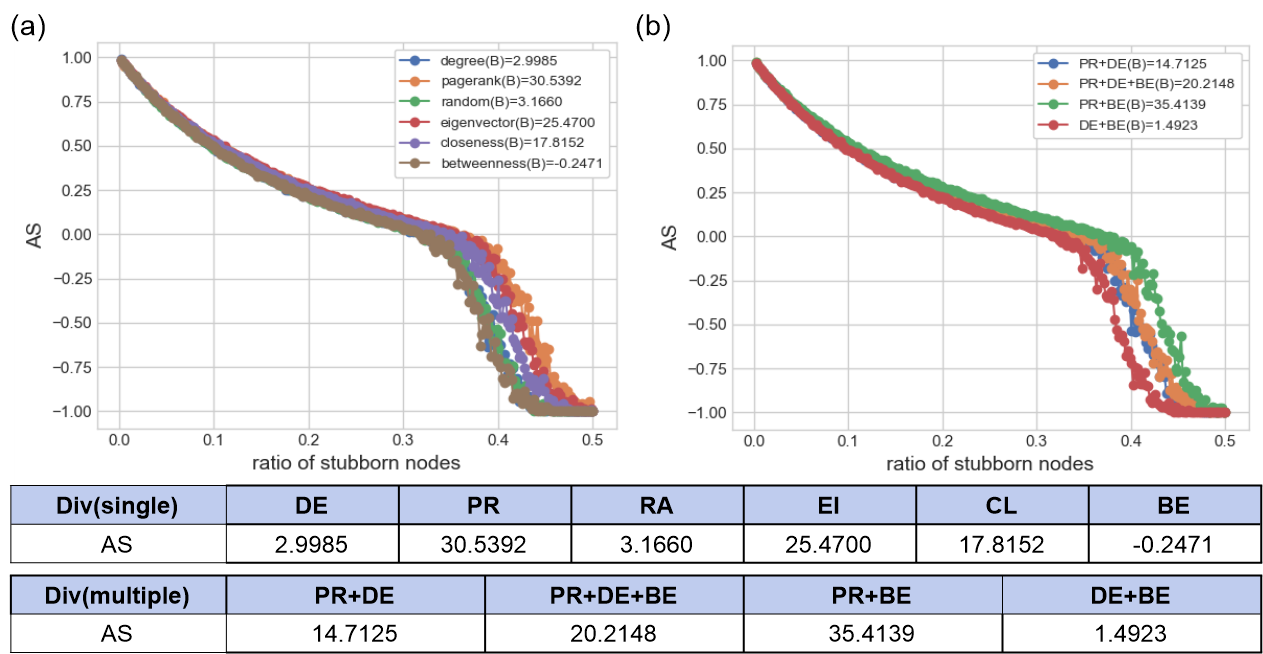 (a)
1.00
0.75
0.50
0.25
0.00
−0.25
−0.50
−0.75
−1.00
AS
degree(B)=2.9985
pagerank(B)=30.5392
random(B)=3.1660
eigenvector(B)=25.4700
closeness(B)=17.8152
betweenness(B)=-0.2471
0.0 0.1 0.2 0.3 0.4 0.5
ratio of stubborn nodes
(b)
1.00
0.75
0.50
0.25
0.00
−0.25
−0.50
−0.75
−1.00
AS
PR+DE(B)=14.7125
PR+DE+BE(B)=20.2148
PR+BE(B)=35.4139
DE+BE(B)=1.4923
0.0 0.1 0.2 0.3 0.4 0.5
ratio of stubborn nodes
Div(single) DE PR RA EI CL BE
AS 2.9985 30.5392 3.1660 25.4700 17.8152 -0.2471
Div(multiple) PR+DE PR+DE+BE PR+BE DE+BE
AS 14.7125 20.2148 35.4139 1.4923